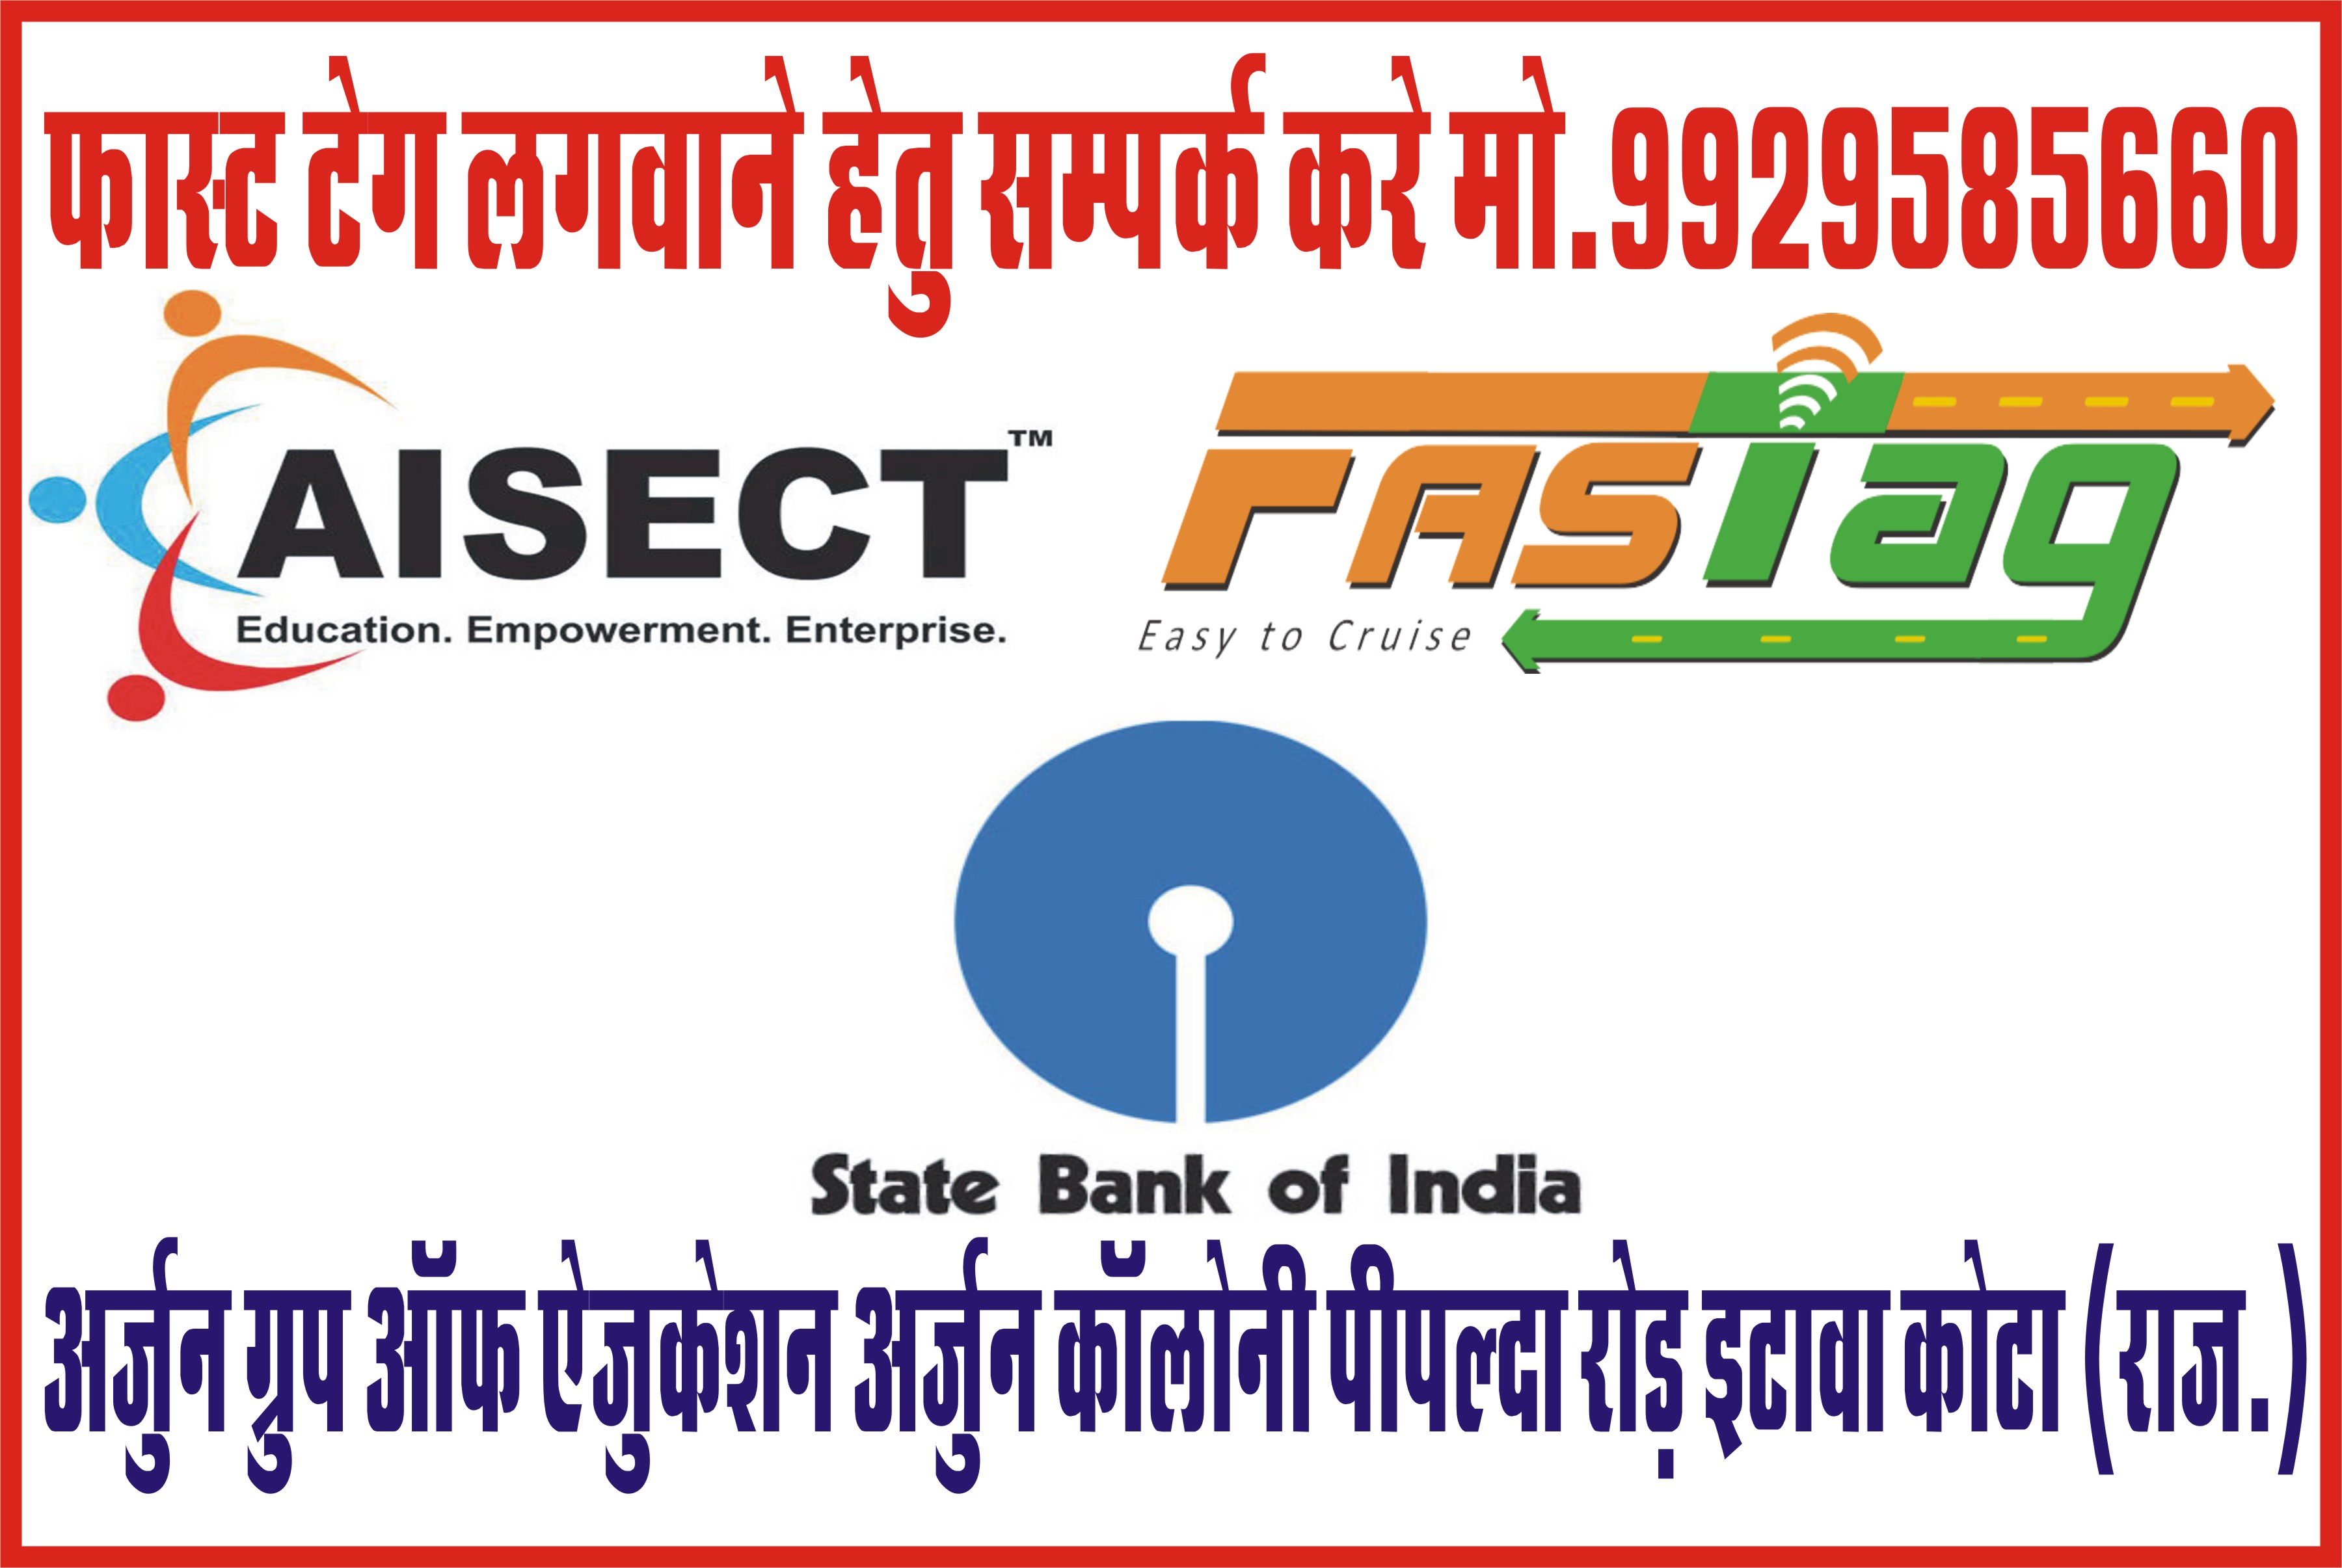 फास्ट टेग लगवाने हेतु सम्पर्क करे मो.9929585660
AISECT™
Education. Empowerment. Enterprise.
FASTag
Easy to Cruise
State Bank of India
अर्जुन ग्रुप ऑफ ऐजुकेशन अर्जुन कॉलोनी पीपल्दा रोड़ इटावा कोटा (राज.)